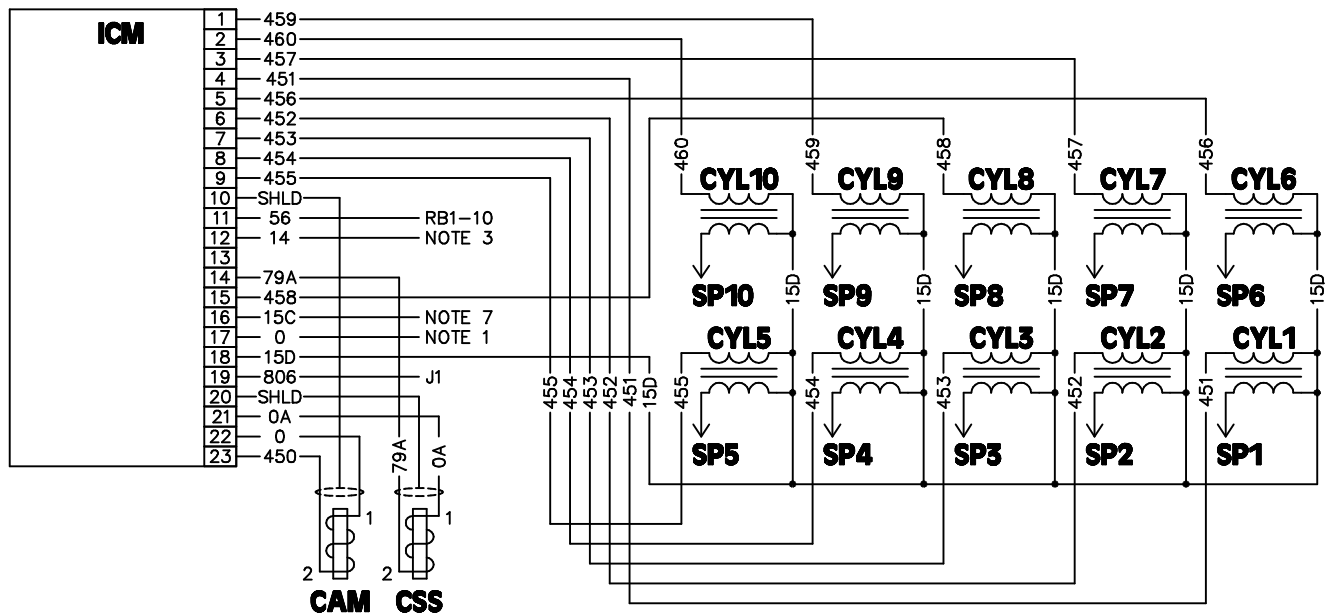 ICM
1 459
2 460
3 457
4 451
5 456
6 452
7 453
8 454
9 455
10 SHLD
11 56 RB1-10
12 14 NOTE 3
13
14 79A
15 458
16 15C NOTE 7
17 0 NOTE 1
18 15D
19 806 J1
20 SHLD
21 0A
22 0
23 450
460 459 458 457 456
CYL10 CYL9 CYL8 CYL7 CYL6
SP10 SP9 SP8 SP7 SP6
15D 15D 15D 15D 15D
CYL5 CYL4 CYL3 CYL2 CYL1
455 454 453 452 451 15D 455 454 453 452 451
SP5 SP4 SP3 SP2 SP1
79A 0A
1 1
2 2
CAM CSS